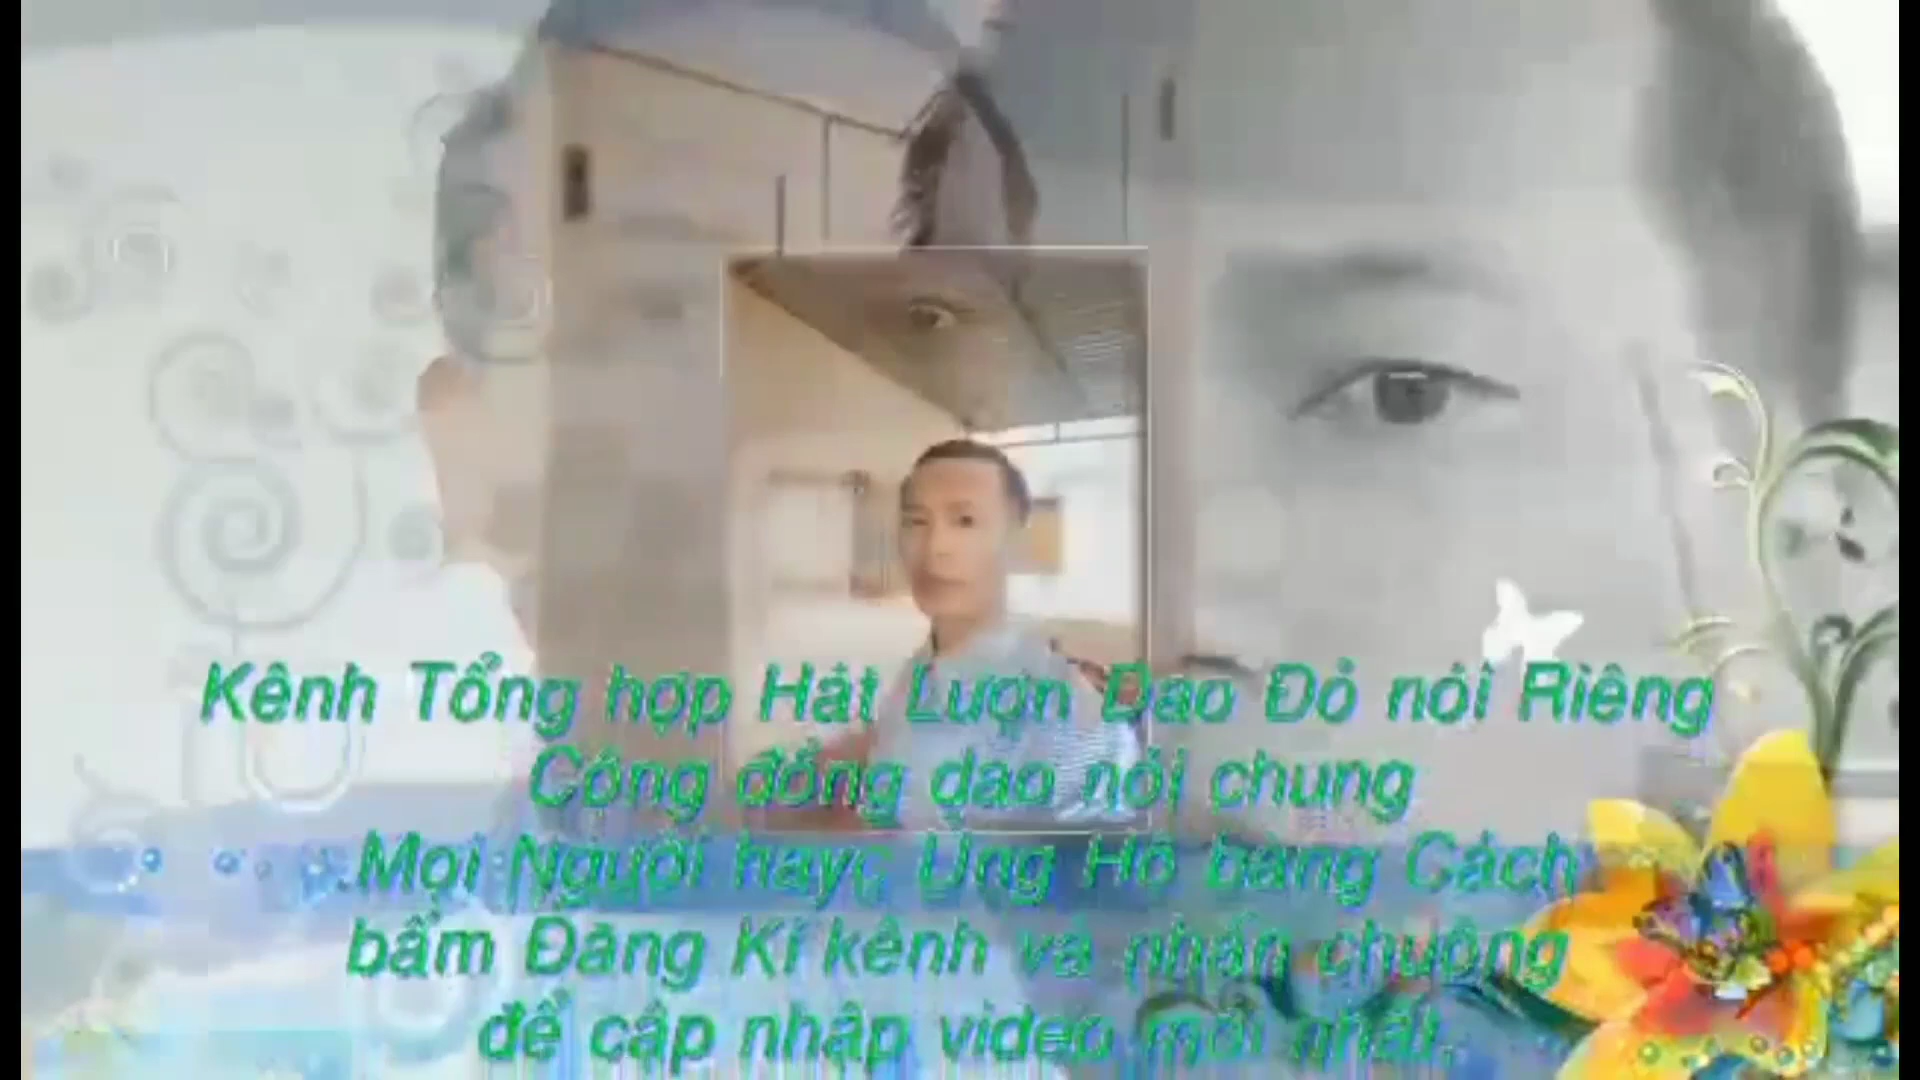 Kênh Tổng hợp Hát Lượn Dao Đỏ nói Riêng
Cộng đồng dao nói chung
Mọi Người hayc Ủng Hộ bằng Cách
bấm Đăng Kí kênh và nhấn chuông
để cập nhập video mới nhất.